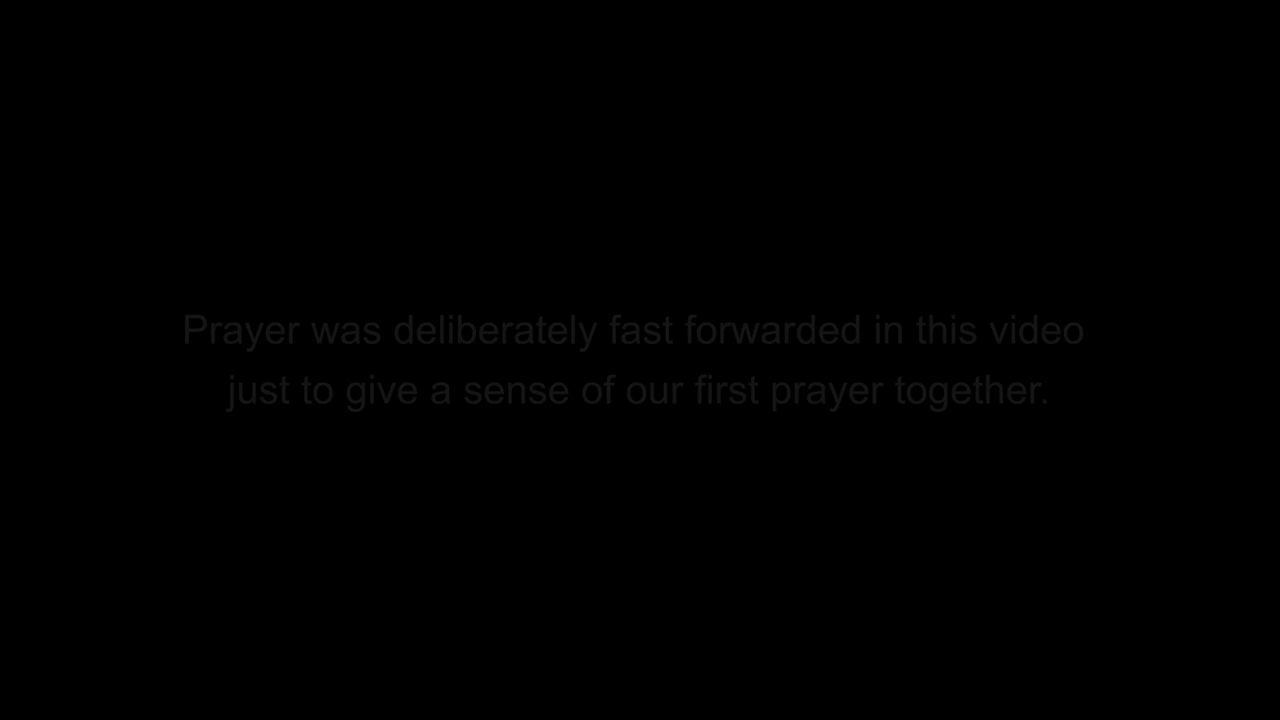 Prayer was deliberately fast forwarded in this video
just to give a sense of our first prayer together.